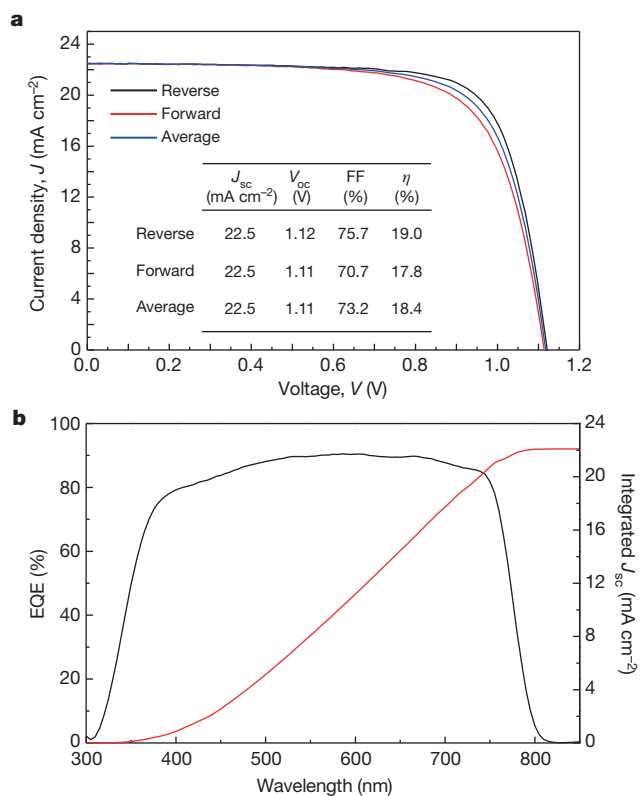 a
24
20
16
12
8
4
0
Current density, J (mA cm⁻²)
Reverse
Forward
Average
Jsc Voc FF η
(mA cm⁻²) (V) (%) (%)
Reverse 22.5 1.12 75.7 19.0
Forward 22.5 1.11 70.7 17.8
Average 22.5 1.11 73.2 18.4
0.0 0.2 0.4 0.6 0.8 1.0 1.2
Voltage, V (V)
b
100
80
60
40
20
0
EQE (%)
24
20
16
12
8
4
0
Integrated Jsc (mA cm⁻²)
300 400 500 600 700 800
Wavelength (nm)